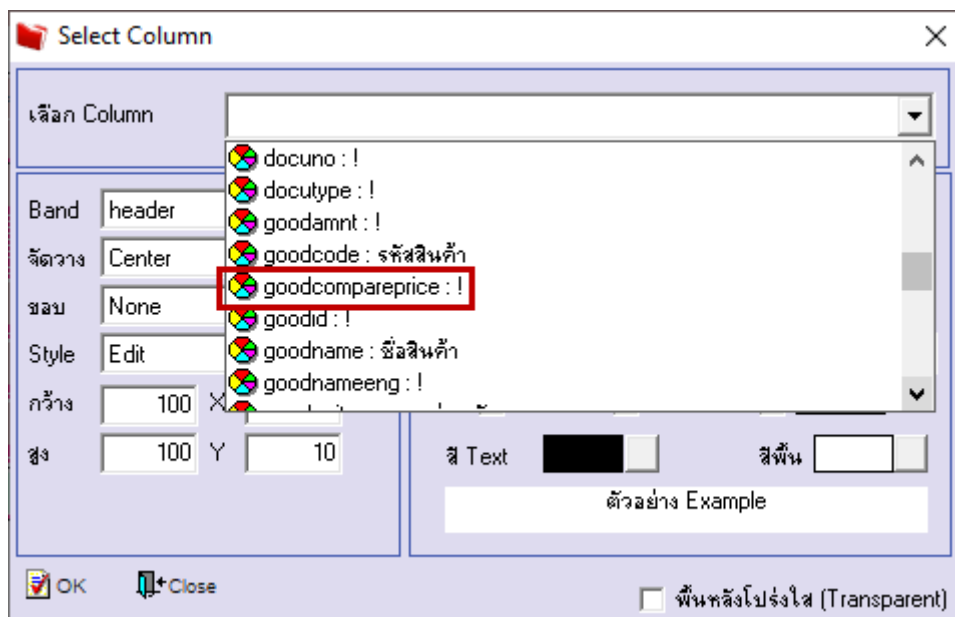 Select Column
เลือก Column
docuno : !
docutype : !
goodamnt : !
goodcode : รหัสสินค้า
goodcompareprice : !
goodid : !
goodname : ชื่อสินค้า
goodnameeng : !
Band header
จัดวาง Center
ขอบ None
Style Edit
กว้าง 100 X
สูง 100 Y 10
สี Text สีพื้น
ตัวอย่าง Example
OK Close
พื้นหลังโปร่งใส (Transparent)